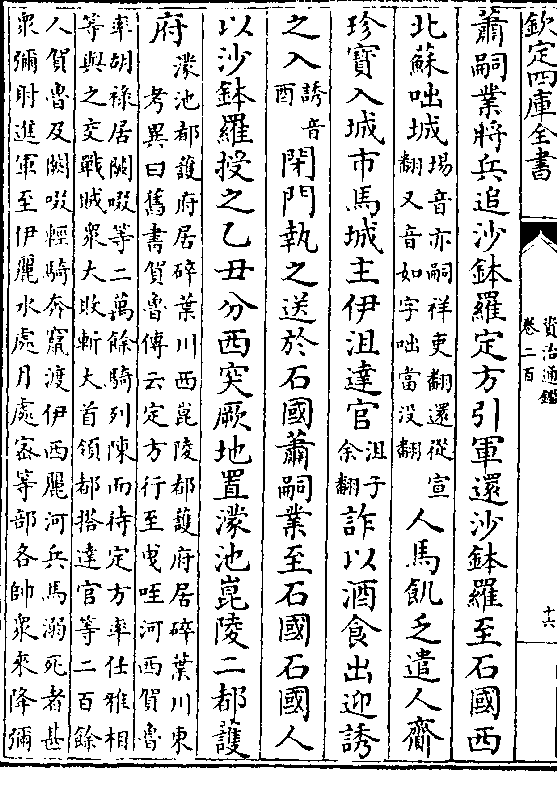 欽定四庫全書
資治通鑑
卷二百
十六
蕭嗣業將兵追沙鉢羅定方引軍還沙鉢羅至石國西
北蘇咄城 埸音亦嗣祥吏翻還從宣
翻又音如字咄當没翻 人馬飢乏遣人齎
珍寶入城市馬城主伊沮達官 沮子
余翻 詐以酒食出迎誘
之入 誘音
酉 閉門執之送於石國蕭嗣業至石國石國人
以沙鉢羅授之乙丑分西突厥地置濛池崑陵二都護
府 濛池都護府居碎葉川西崑陵都護府居碎葉川東
考異曰舊書賀魯傳云定方行至曵咥河西賀魯
率胡禄居闕啜等二萬餘騎列陳而待定方率任雅相
等與之交戰賊衆大敗斬大首領都搭達官等二百餘
人賀魯及闕啜輕騎奔竄渡伊西麗河兵馬溺死者甚
衆彌射進軍至伊麗水處月處宻等部各帥衆來降彌